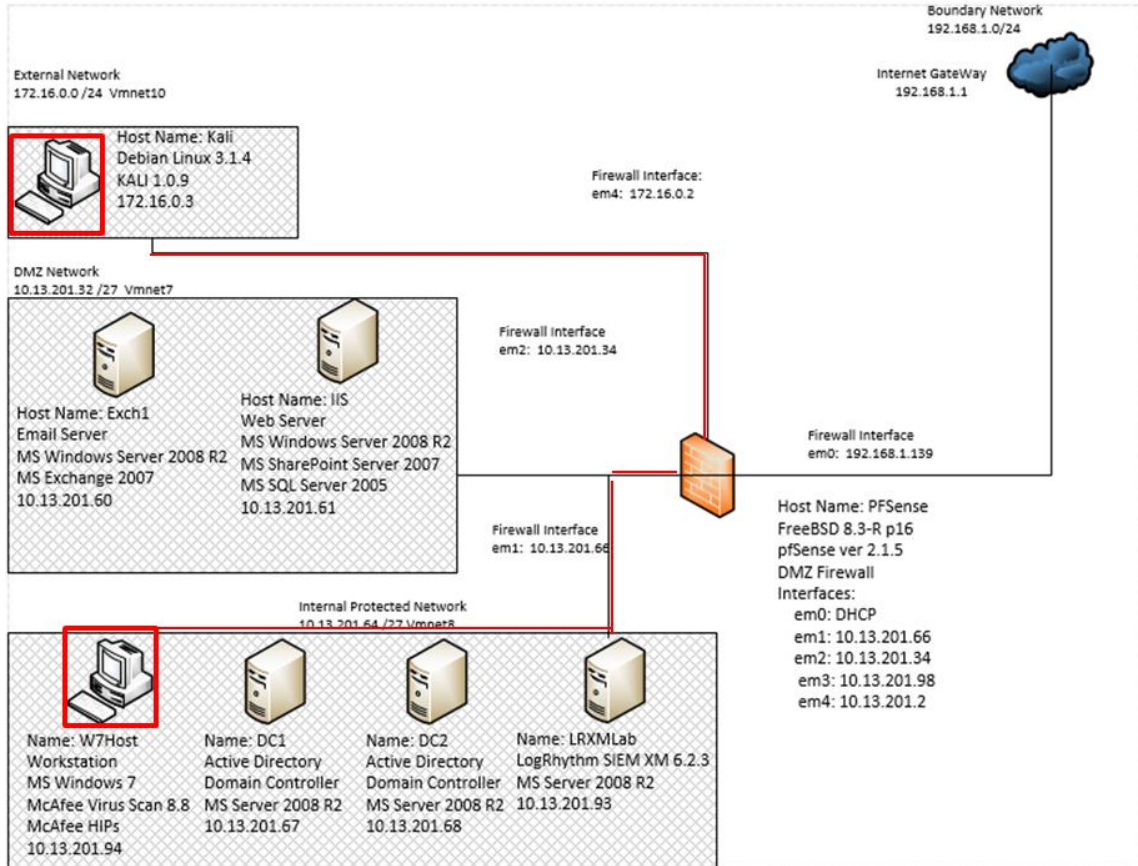 Boundary Network
192.168.1.0/24
External Network
172.16.0.0 /24  Vmnet10
Internet GateWay
192.168.1.1
Host Name: Kali
Debian Linux 3.1.4
KALI 1.0.9
172.16.0.3
Firewall Interface:
em4: 172.16.0.2
DMZ Network
10.13.201.32 /27  Vmnet7
Firewall Interface
em2: 10.13.201.34
Host Name: Exch1
Email Server
MS Windows Server 2008 R2
MS Exchange 2007
10.13.201.60
Host Name: IIS
Web Server
MS Windows Server 2008 R2
MS SharePoint Server 2007
MS SQL Server 2005
10.13.201.61
Firewall Interface
em0: 192.168.1.139
Firewall Interface
em1: 10.13.201.66
Host Name: PFSense
FreeBSD 8.3-R p16
pfSense ver 2.1.5
DMZ Firewall
Interfaces:
em0: DHCP
em1: 10.13.201.66
em2: 10.13.201.34
em3: 10.13.201.98
em4: 10.13.201.2
Internal Protected Network
10.13.201.64 /27 Vmnet8
Name: W7Host
Workstation
MS Windows 7
McAfee Virus Scan 8.8
McAfee HIPs
10.13.201.94
Name: DC1
Active Directory
Domain Controller
MS Server 2008 R2
10.13.201.67
Name: DC2
Active Directory
Domain Controller
MS Server 2008 R2
10.13.201.68
Name: LRXMLab
LogRhythm SIEM XM 6.2.3
MS Server 2008 R2
10.13.201.93